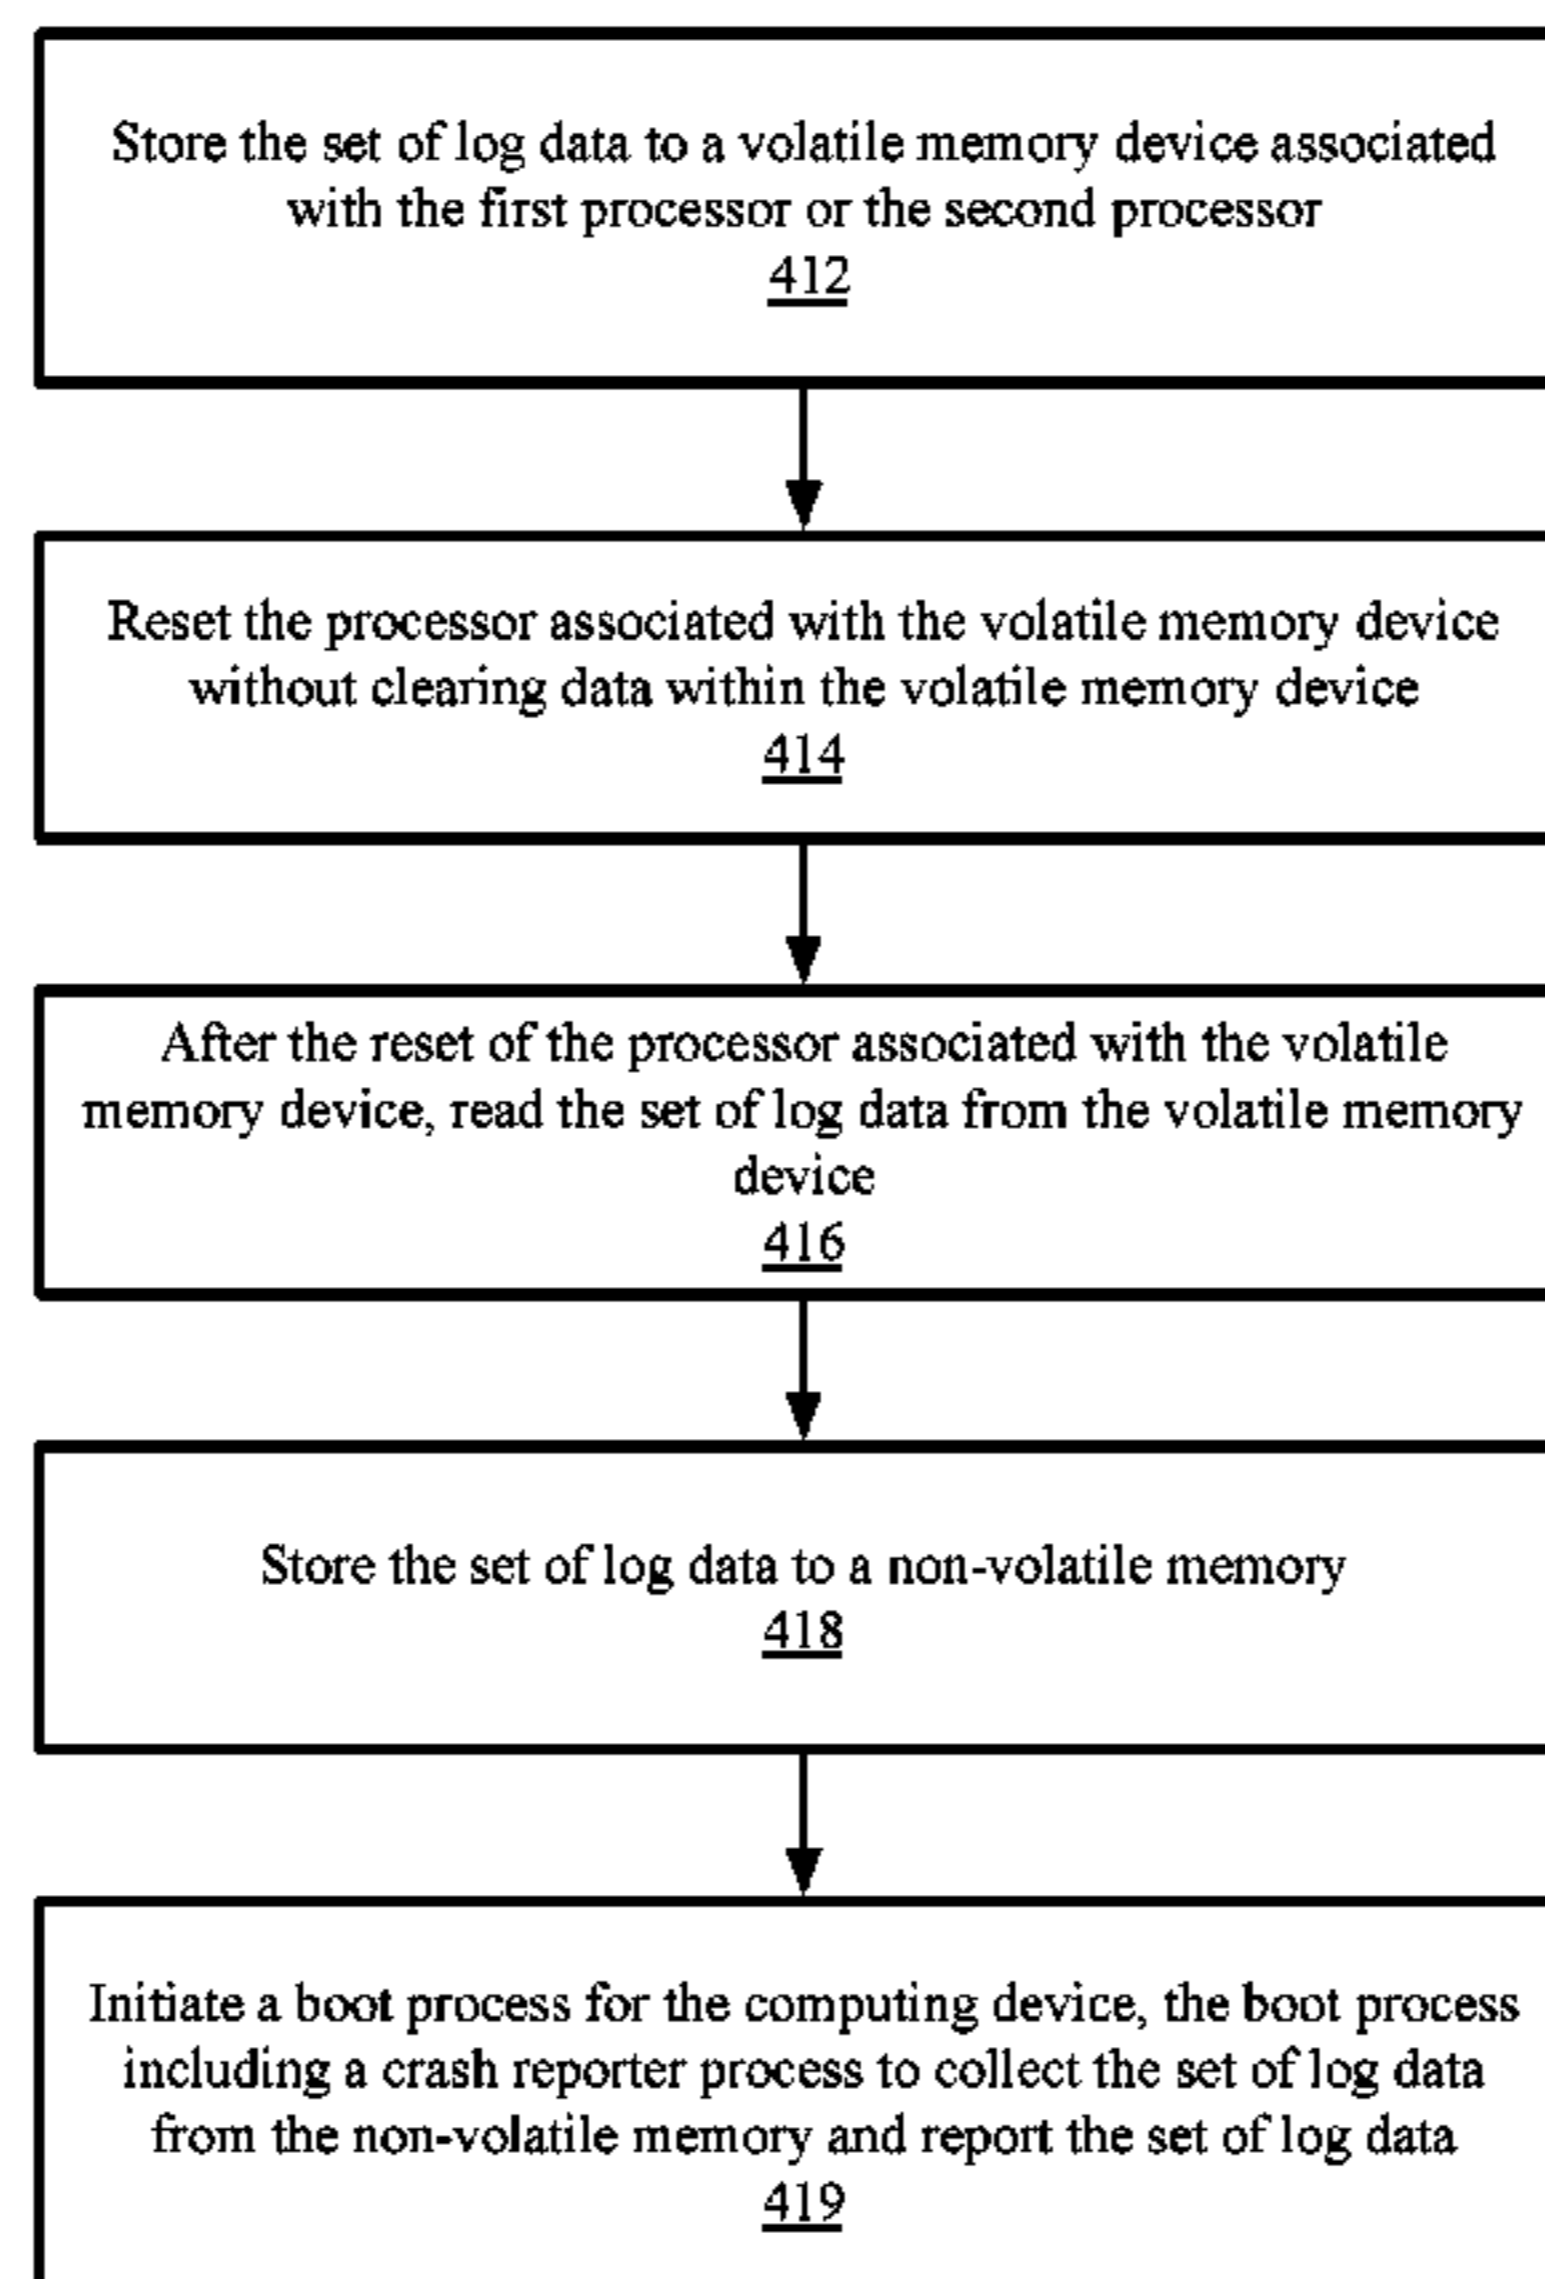 Store the set of log data to a volatile memory device associated
with the first processor or the second processor
412
Reset the processor associated with the volatile memory device
without clearing data within the volatile memory device
414
After the reset of the processor associated with the volatile
memory device, read the set of log data from the volatile memory
device
416
Store the set of log data to a non-volatile memory
418
Initiate a boot process for the computing device, the boot process
including a crash reporter process to collect the set of log data
from the non-volatile memory and report the set of log data
419